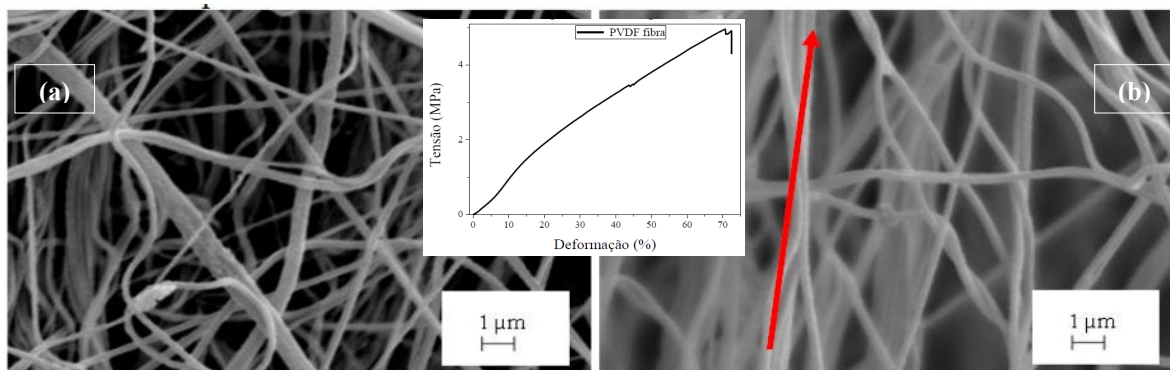 (a)
PVDF fibra
Tensão (MPa)
4
2
0
0 10 20 30 40 50 60 70
Deformação (%)
1 µm
(b)
1 µm